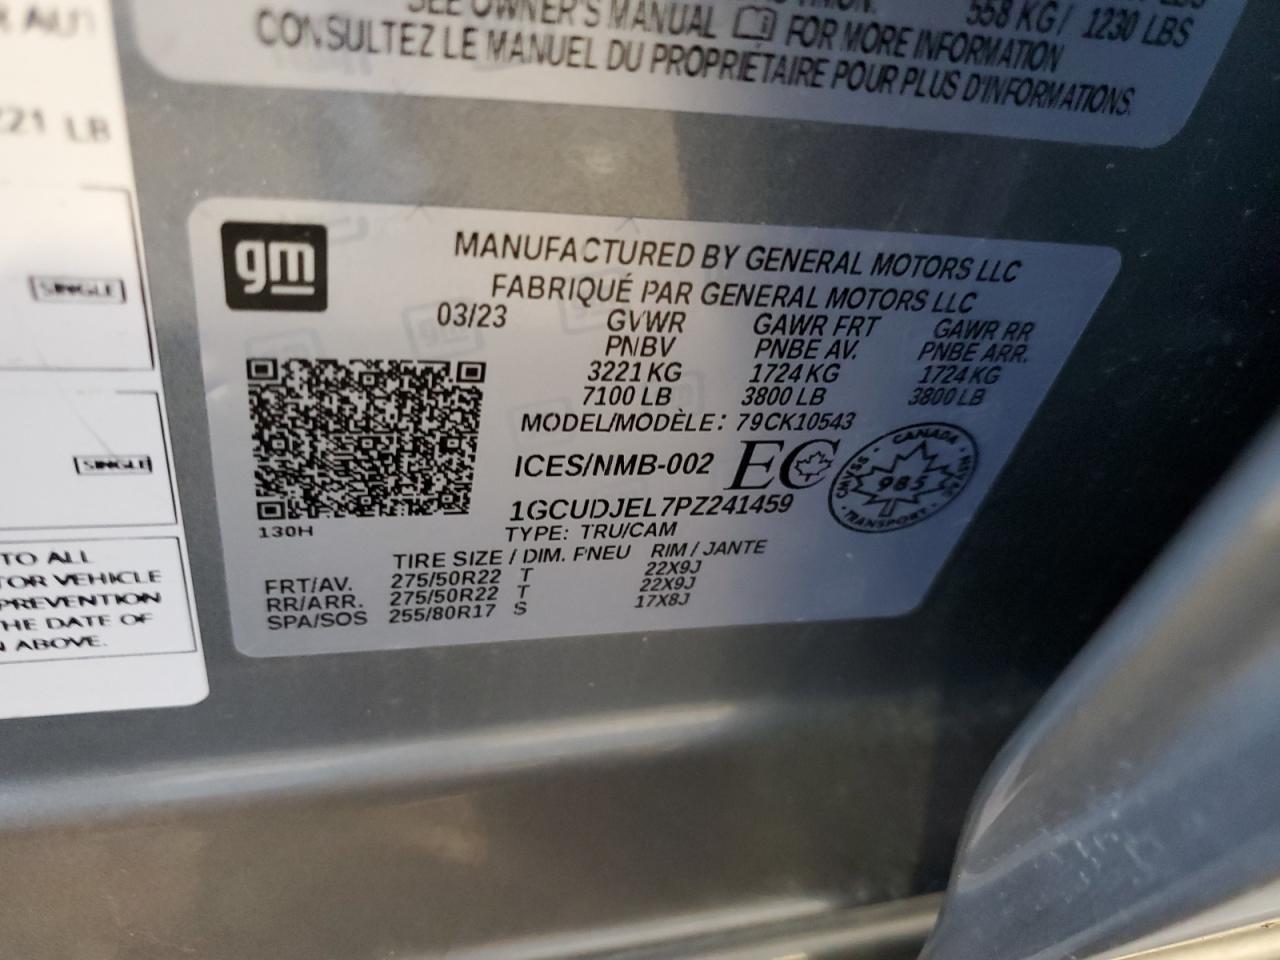 SEE OWNER'S MANUAL FOR MORE INFORMATION
CONSULTEZ LE MANUEL DU PROPRIÉTAIRE POUR PLUS D'INFORMATIONS.
558 KG / 1230 LBS
221 LB
SINGLE
SINGLE
TO ALL
TOR VEHICLE
PREVENTION
THE DATE OF
ABOVE.
gm
MANUFACTURED BY GENERAL MOTORS LLC
FABRIQUÉ PAR GENERAL MOTORS LLC
03/23 GVWR GAWR FRT GAWR RR
PNBV PNBE AV. PNBE ARR.
3221 KG 1724 KG 1724 KG
7100 LB 3800 LB 3800 LB
MODEL/MODÈLE: 79CK10543
ICES/NMB-002 EC
CANADA
985
TRANSPORT
1GCUDJEL7PZ241459
130H
TYPE: TRU/CAM
TIRE SIZE / DIM. PNEU RIM / JANTE
FRT/AV. 275/50R22 T 22X9J
RR/ARR. 275/50R22 T 22X9J
SPA/SOS 255/80R17 S 17X8J